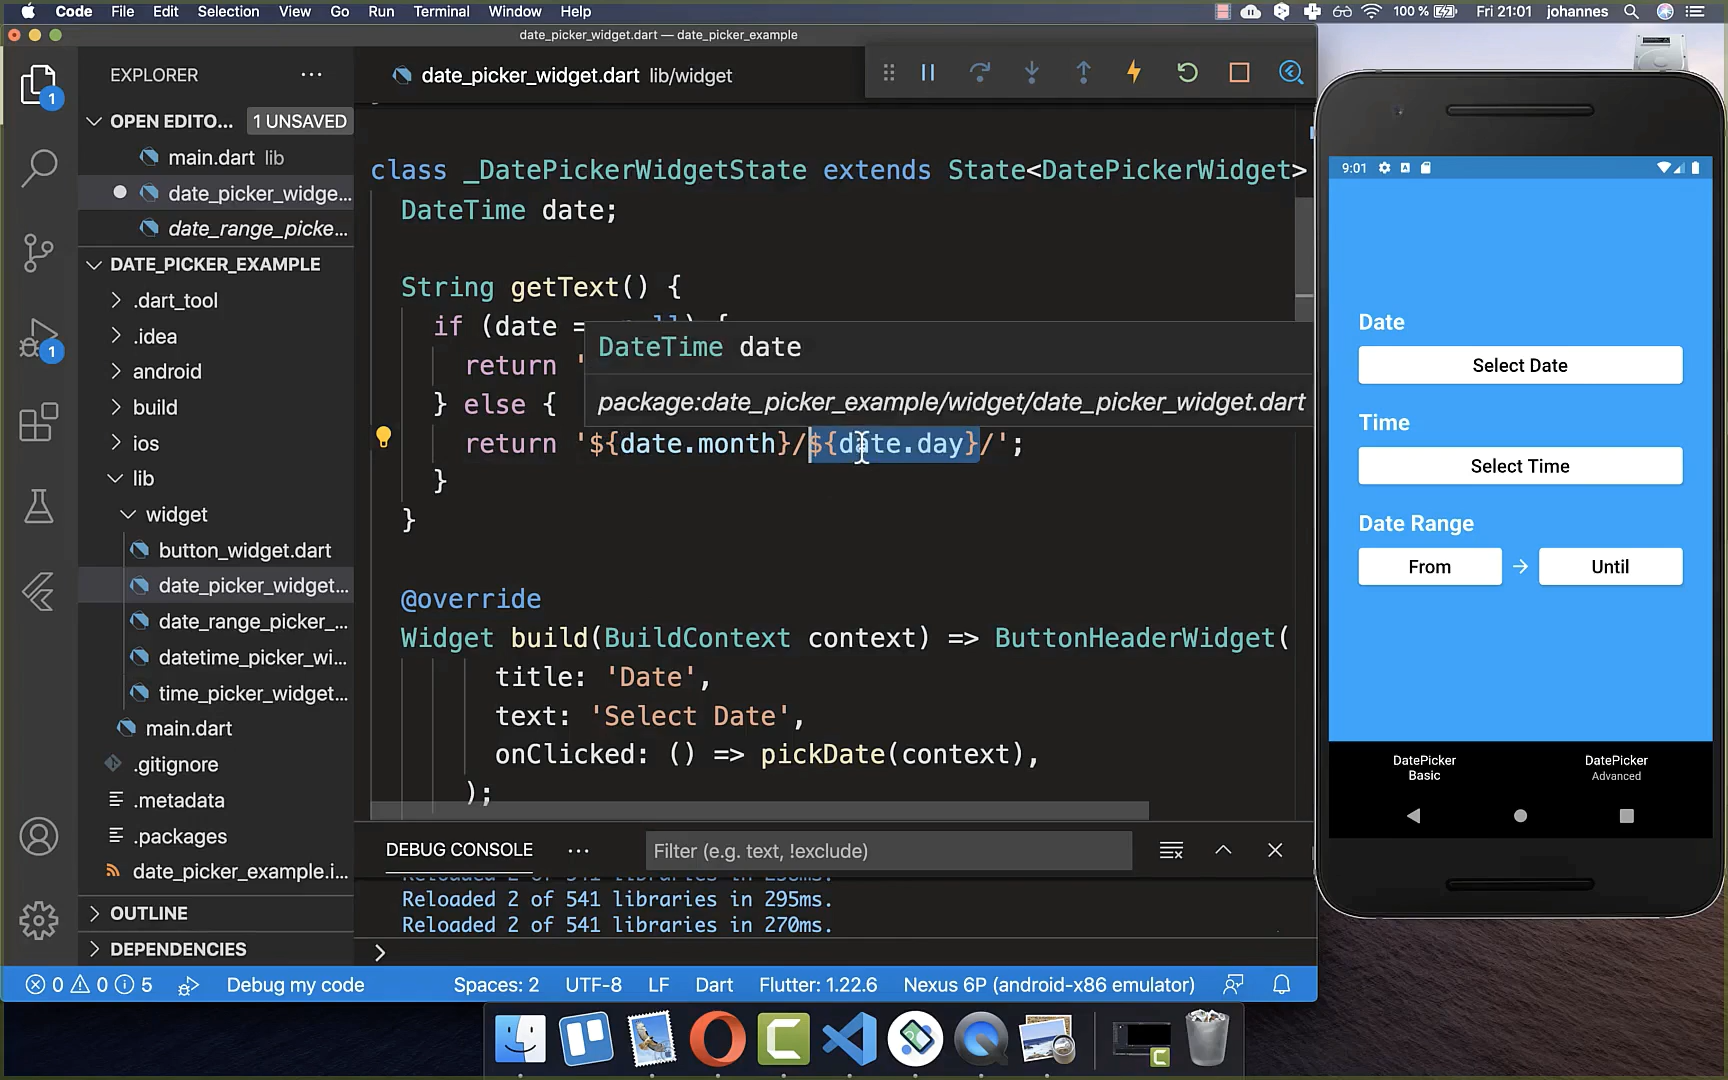 Code File Edit Selection View Go Run Terminal Window Help 100 % Fri 21:01 johannes
date_picker_widget.dart — date_picker_example
EXPLORER
date_picker_widget.dart lib/widget
1
OPEN EDITO... 1 UNSAVED
main.dart lib
date_picker_widge...
date_range_picke...
DATE_PICKER_EXAMPLE
.dart_tool
.idea
android
build
ios
lib
widget
button_widget.dart
date_picker_widget...
date_range_picker_...
datetime_picker_wi...
time_picker_widget...
main.dart
.gitignore
.metadata
.packages
date_picker_example.i...
OUTLINE
DEPENDENCIES
1
class _DatePickerWidgetState extends State<DatePickerWidget>
DateTime date;
String getText() {
if (date =
return '
} else {
return '${date.month}/${date.day}/';
}
}
DateTime date
package:date_picker_example/widget/date_picker_widget.dart
@override
Widget build(BuildContext context) => ButtonHeaderWidget(
title: 'Date',
text: 'Select Date',
onClicked: () => pickDate(context),
);
DEBUG CONSOLE
Filter (e.g. text, !exclude)
Reloaded 2 of 541 libraries in 295ms.
Reloaded 2 of 541 libraries in 270ms.
0 0 5 Debug my code Spaces: 2 UTF-8 LF Dart Flutter: 1.22.6 Nexus 6P (android-x86 emulator)
9:01
Date
Select Date
Time
Select Time
Date Range
From → Until
DatePicker
Basic
DatePicker
Advanced